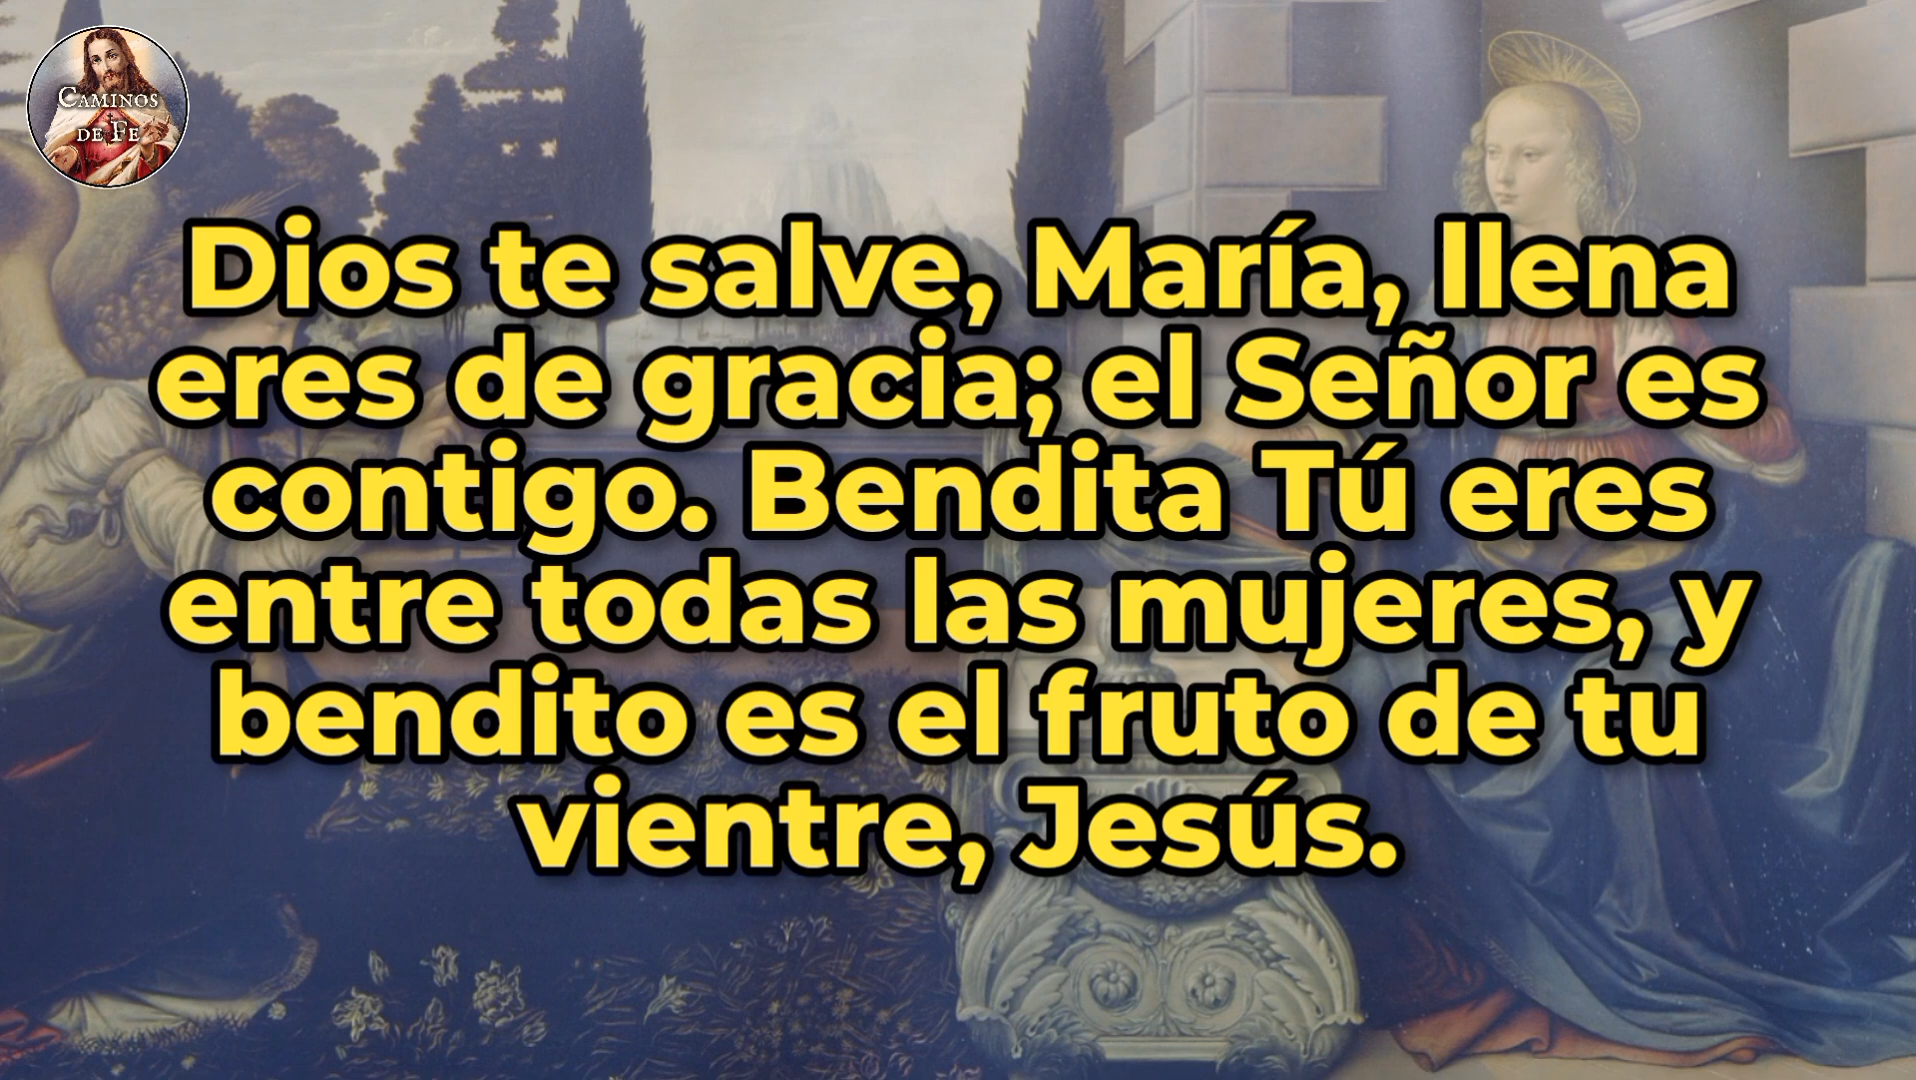 CAMINOS
DE FE
Dios te salve, María, llena
eres de gracia; el Señor es
contigo. Bendita Tú eres
entre todas las mujeres, y
bendito es el fruto de tu
vientre, Jesús.